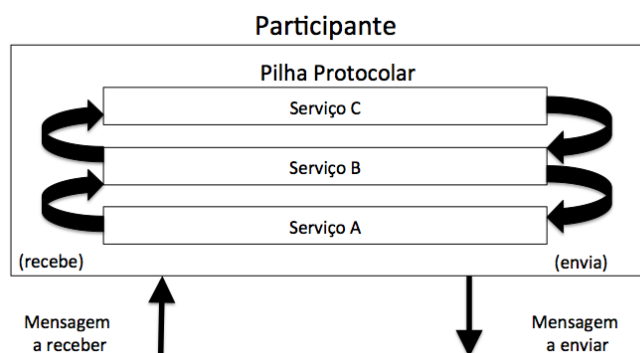 Participante
Pilha Protocolar
Serviço C
Serviço B
Serviço A
(recebe)
(envia)
Mensagem
a receber
Mensagem
a enviar